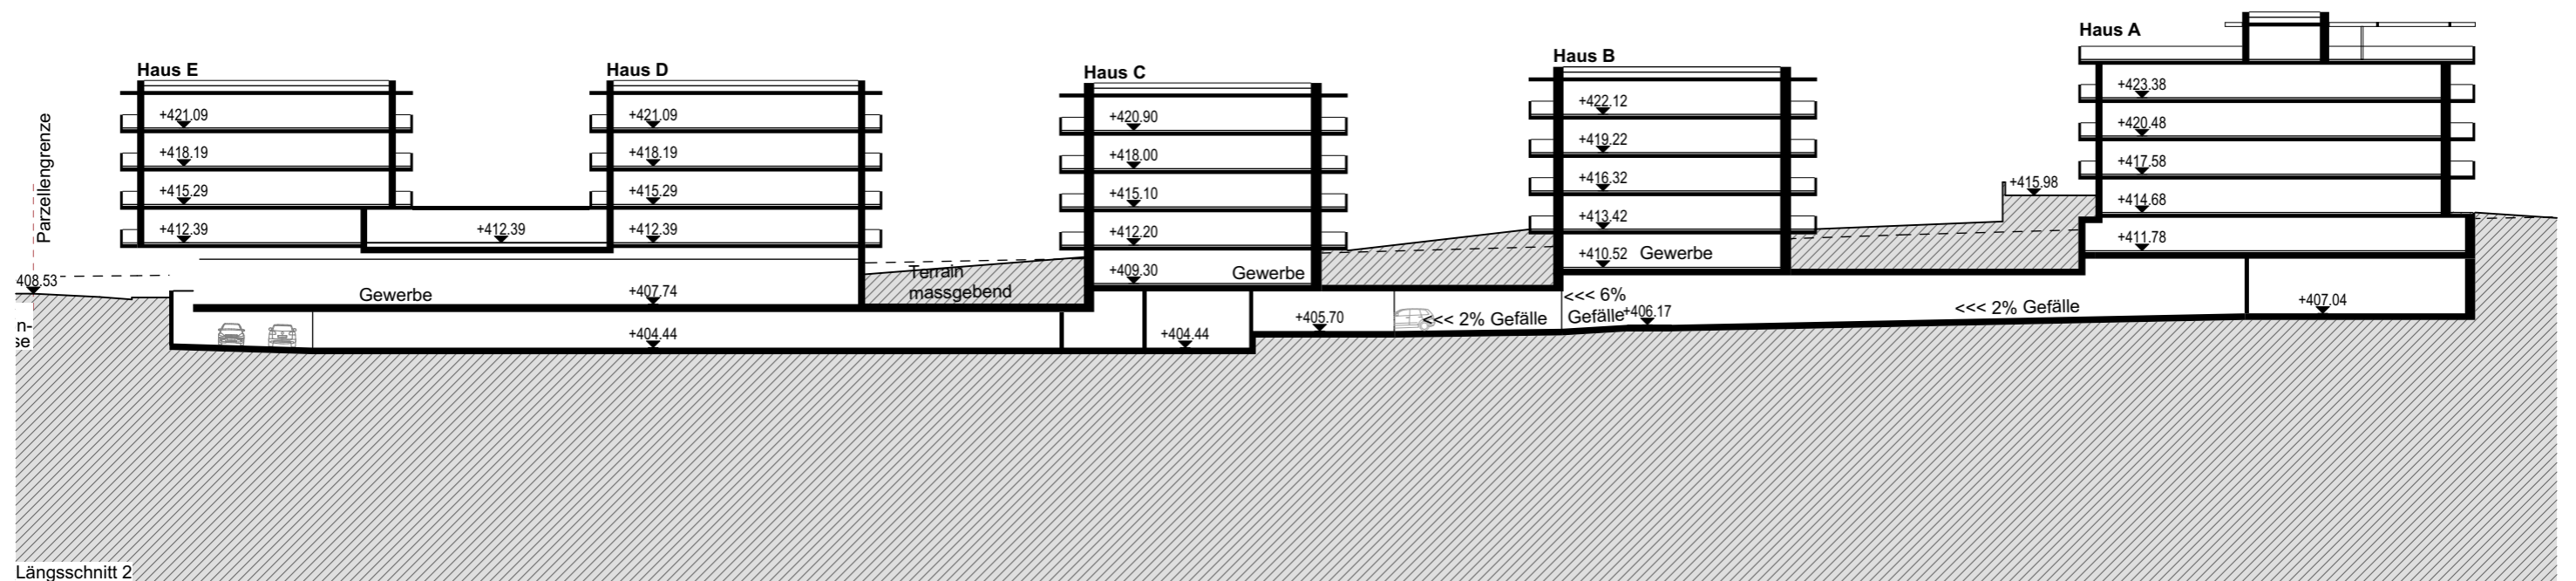 Parzellengrenze
408.53
n-
se
Haus E
+421.09
+418.19
+415.29
+412.39
+412.39
Haus D
+421.09
+418.19
+415.29
+412.39
Gewerbe
+407.74
+404.44
Terrain
massgebend
Haus C
+420.90
+418.00
+415.10
+412.20
+409.30
Gewerbe
+404.44
+405.70
<<< 2% Gefälle
Haus B
+422.12
+419.22
+416.32
+413.42
+410.52
Gewerbe
<<< 6%
Gefälle
+406.17
<<< 2% Gefälle
+415.98
Haus A
+423.38
+420.48
+417.58
+414.68
+411.78
+407.04
Längsschnitt 2